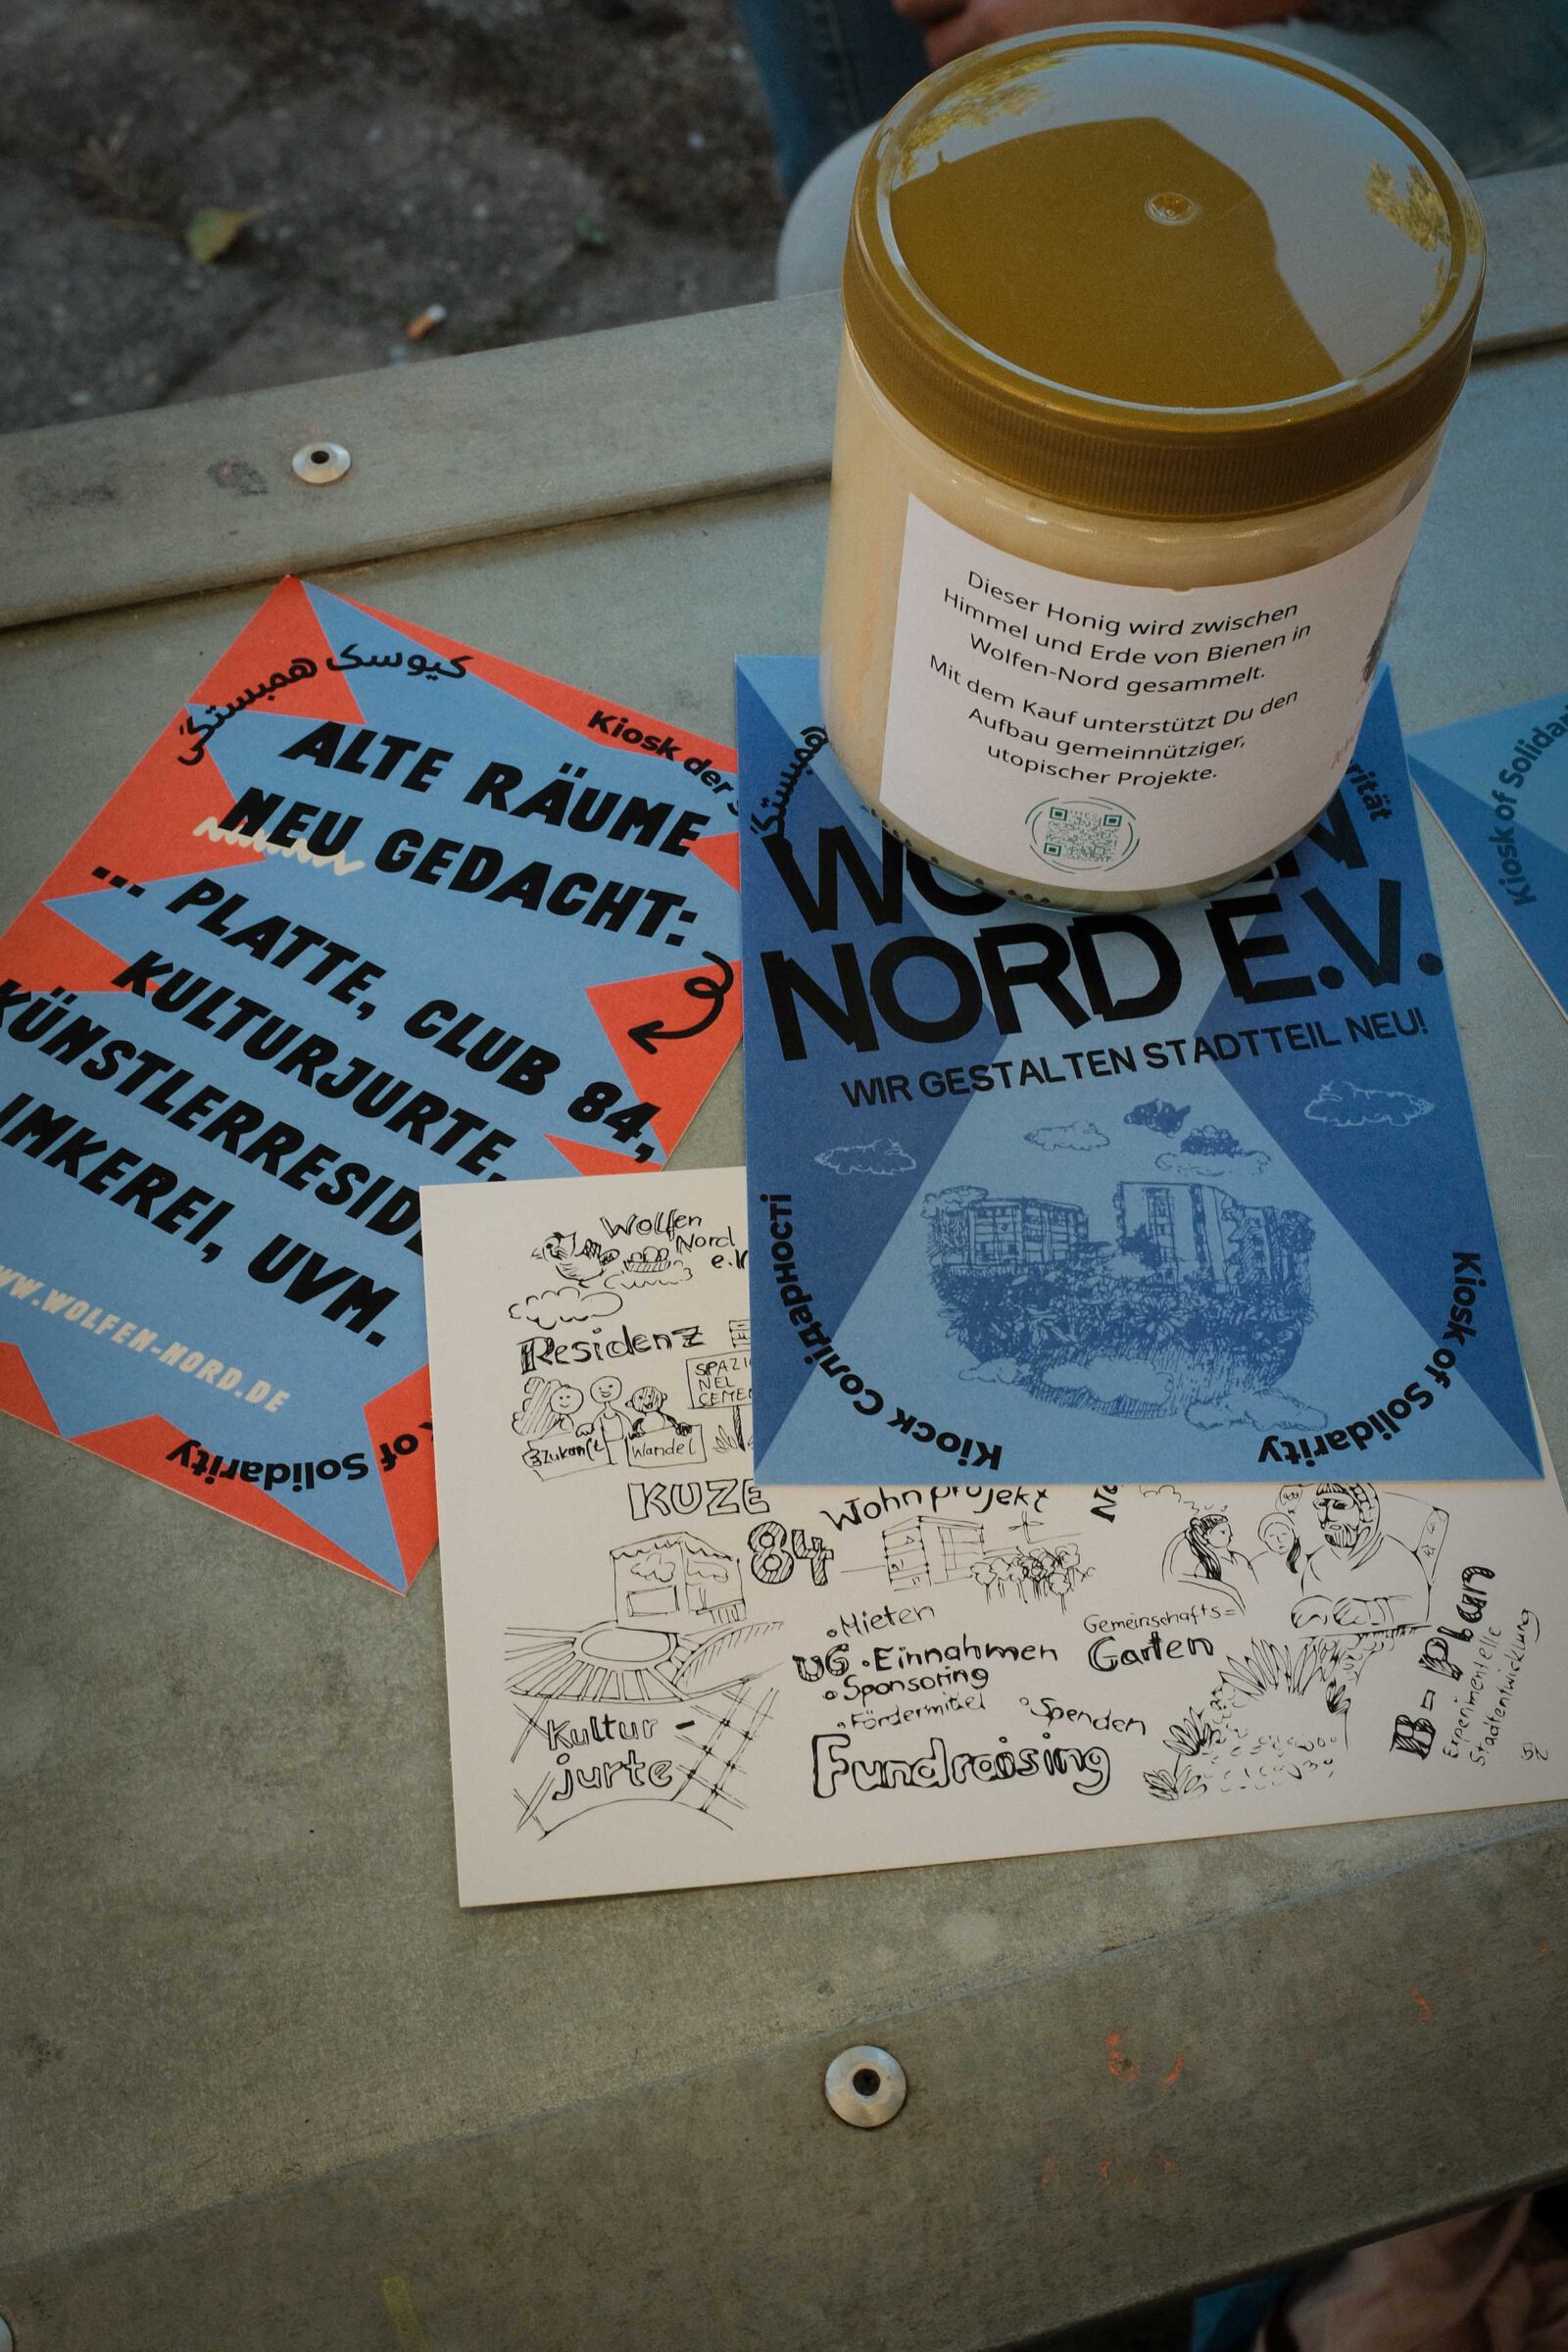 Dieser Honig wird zwischen
Himmel und Erde von Bienen in
Wolfen-Nord gesammelt.
Mit dem Kauf unterstützt Du den
Aufbau gemeinnütziger,
utopischer Projekte.
کیوسک همبستگی
Kiosk der
ALTE RÄUME
NEU GEDACHT:
... PLATTE, CLUB 84,
KULTURJURTE,
IMKEREI, UVM.
WWW.WOLFEN-NORD.DE
of Solidarity
NORD E.V.
WIR GESTALTEN STADTTEIL NEU!
Кіоск Солідарності
Kiosk of Solidarity
Kiosk of
Wolfen
Nord
Residenz
Zukunft
Wandel
KUZE
84
Wohnprojekt
Mieten
UG Einnahmen
Sponsoring
Fördermittel
Spenden
Fundraising
Gemeinschafts=
Garten
Kultur-
jurte
B-Plan
Experimentelle
Stadtentwicklung